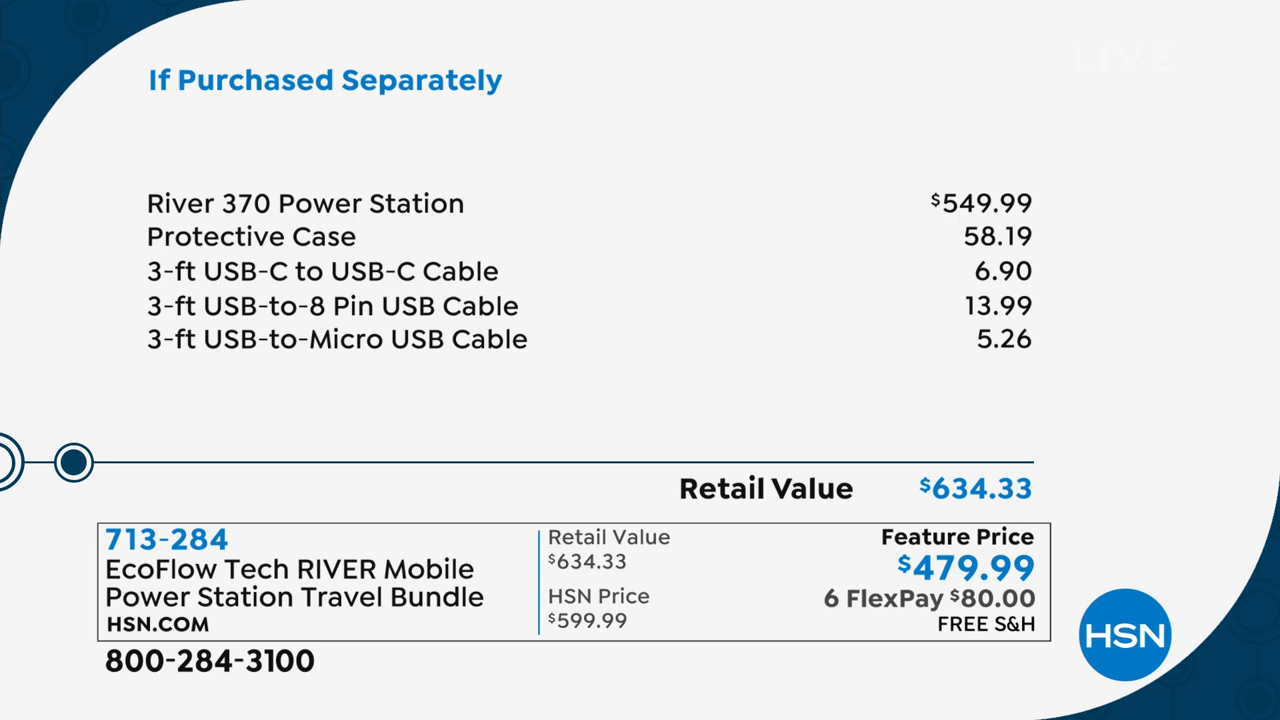 LIVE
If Purchased Separately
River 370 Power Station $549.99
Protective Case 58.19
3-ft USB-C to USB-C Cable 6.90
3-ft USB-to-8 Pin USB Cable 13.99
3-ft USB-to-Micro USB Cable 5.26
Retail Value $634.33
713-284
EcoFlow Tech RIVER Mobile
Power Station Travel Bundle
HSN.COM
Retail Value
$634.33
HSN Price
$599.99
Feature Price
$479.99
6 FlexPay $80.00
FREE S&H
800-284-3100
HSN